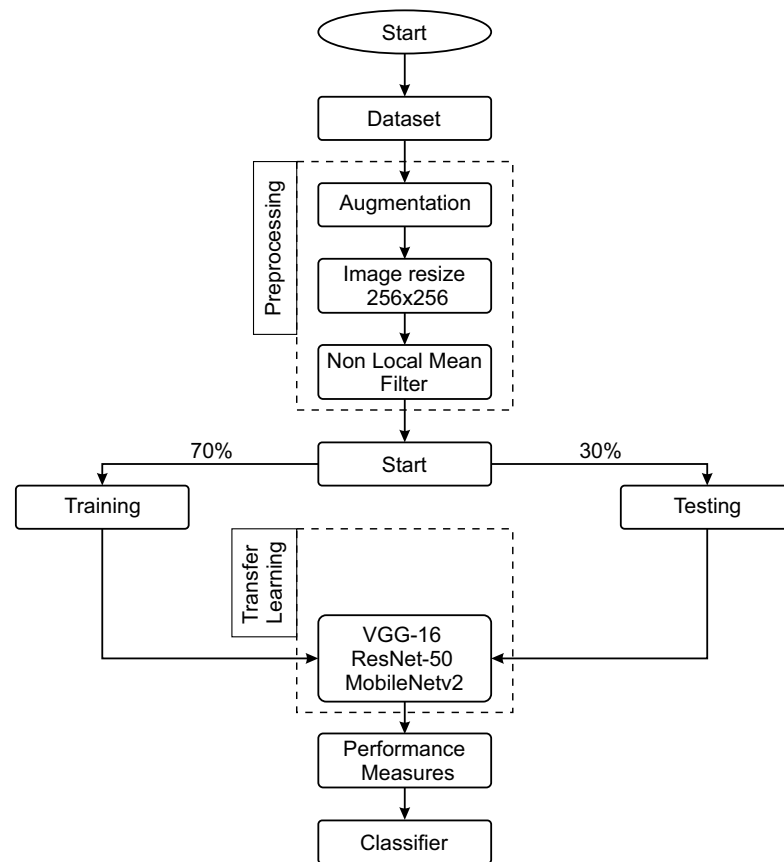 Start
Dataset
Preprocessing
Augmentation
Image resize
256x256
Non Local Mean
Filter
70%
Start
30%
Training
Testing
Transfer
Learning
VGG-16
ResNet-50
MobileNetv2
Performance
Measures
Classifier